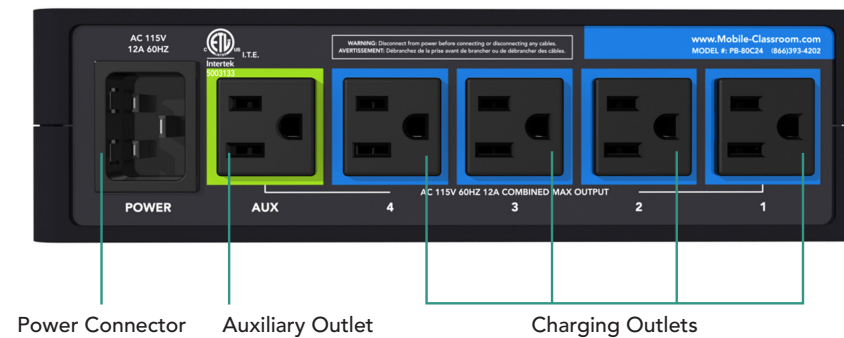 AC 115V
12A 60HZ
c ETL us
I.T.E.
Intertek
5003133
WARNING: Disconnect from power before connecting or disconnecting any cables.
AVERTISSEMENT: Débranchez de la prise avant de brancher ou de débrancher des câbles.
www.Mobile-Classroom.com
MODEL #: PB-80C24 (866)393-4202
AC 115V 60HZ 12A COMBINED MAX OUTPUT
POWER AUX 4 3 2 1
Power Connector Auxiliary Outlet Charging Outlets